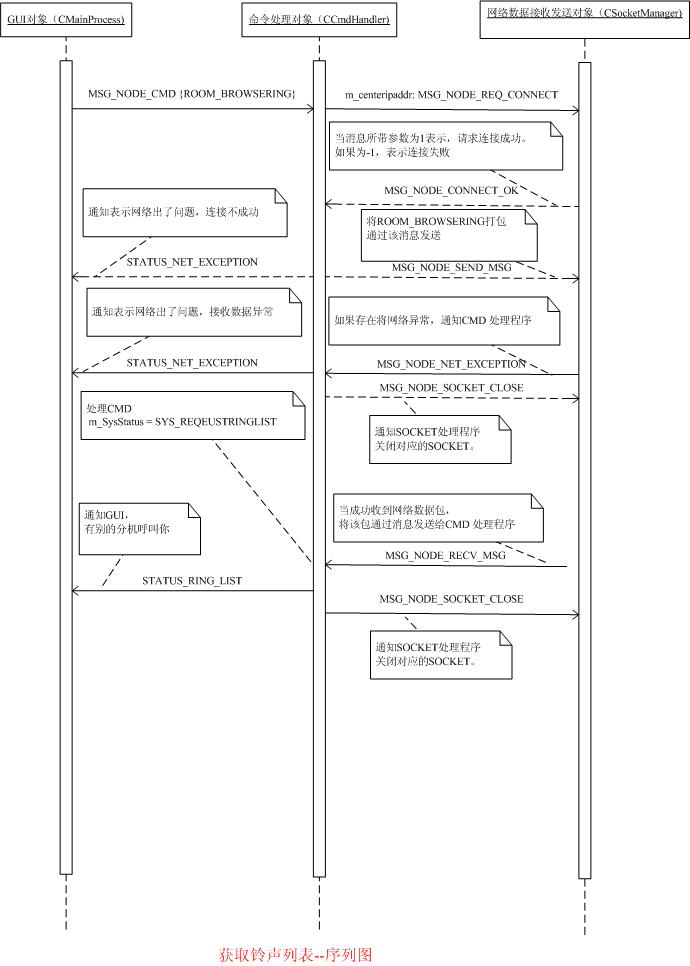 GUI对象（CMainProcess)
命令处理对象（CCmdHandler)
网络数据接收发送对象（CSocketManager)
MSG_NODE_CMD {ROOM_BROWSERING}
m_centeripaddr: MSG_NODE_REQ_CONNECT
当消息所带参数为1表示，请求连接成功。
如果为-1，表示连接失败
MSG_NODE_CONNECT_OK
通知表示网络出了问题，连接不成功
将ROOM_BROWSERING打包
通过该消息发送
STATUS_NET_EXCEPTION
MSG_NODE_SEND_MSG
通知表示网络出了问题，接收数据异常
如果存在将网络异常，通知CMD 处理程序
STATUS_NET_EXCEPTION
MSG_NODE_NET_EXCEPTION
MSG_NODE_SOCKET_CLOSE
处理CMD
m_SysStatus = SYS_REQEUSTRINGLIST
通知SOCKET处理程序
关闭对应的SOCKET。
当成功收到网络数据包，
将该包通过消息发送给CMD 处理程序
通知GUI，
有别的分机呼叫你
MSG_NODE_RECV_MSG
STATUS_RING_LIST
MSG_NODE_SOCKET_CLOSE
通知SOCKET处理程序
关闭对应的SOCKET。
获取铃声列表--序列图